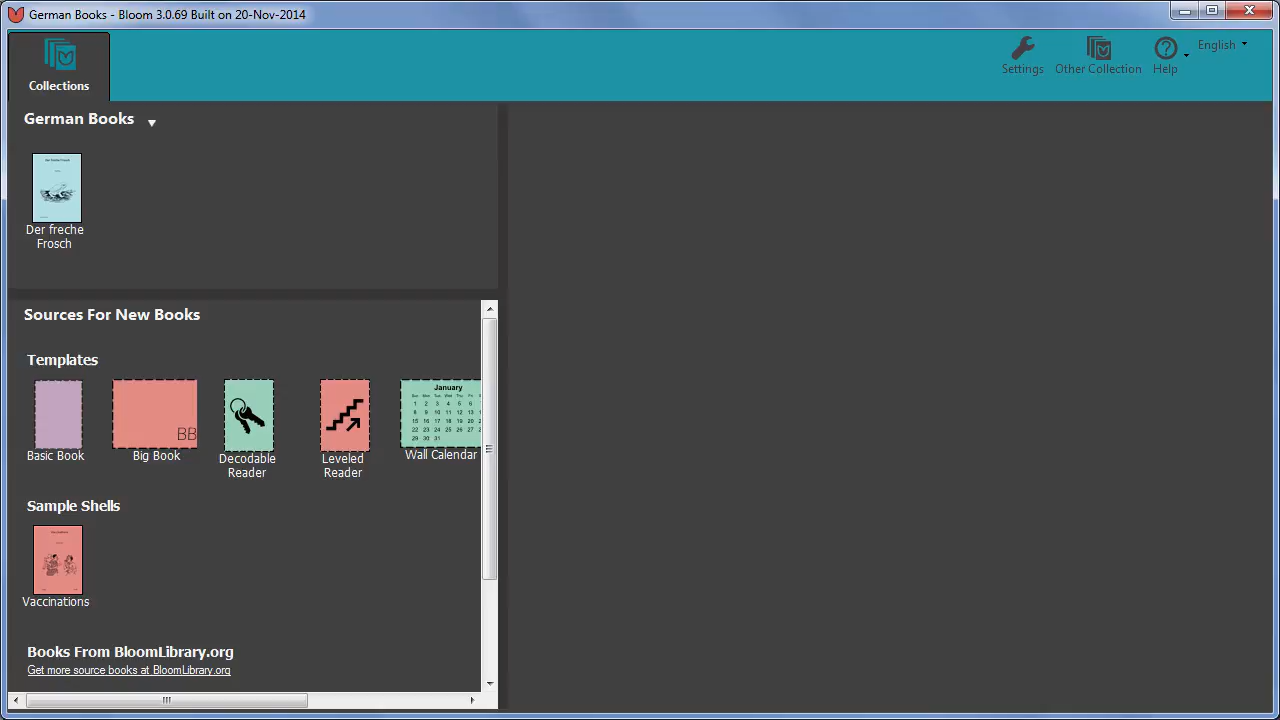 German Books - Bloom 3.0.69 Built on 20-Nov-2014
Collections
Settings
Other Collection
Help
English
German Books
Der freche
Frosch
Sources For New Books
Templates
BB
January
Basic Book
Big Book
Decodable
Reader
Leveled
Reader
Wall Calendar
Sample Shells
Vaccinations
Books From BloomLibrary.org
Get more source books at BloomLibrary.org